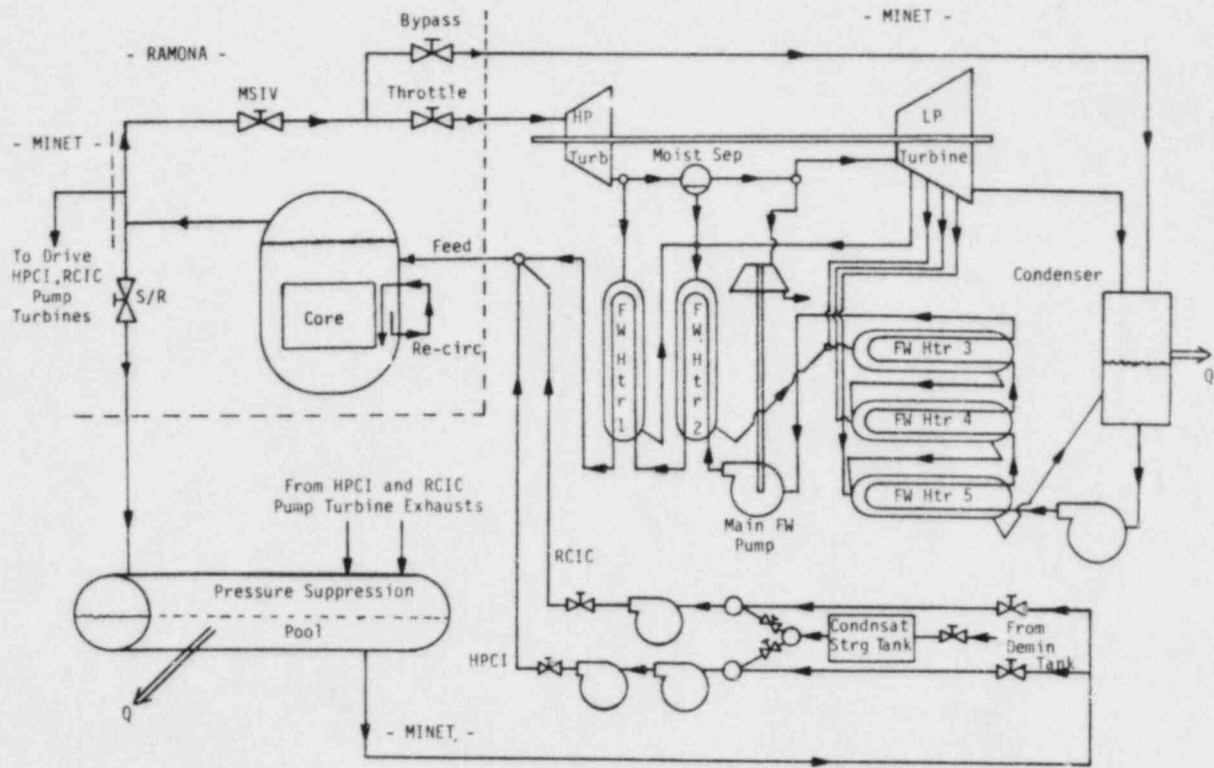 Bypass
- MINET -
- RAMONA -
MSIV
Throttle
HP
Turb
LP
Turbine
- MINET -
Moist Sep
To Drive
HPCI,RCIC
Pump
Turbines
S/R
Feed
Core
Re-circ
FW Htr 1
FW Htr 2
Condenser
FW Htr 3
FW Htr 4
FW Htr 5
Q
Main FW
Pump
From HPCI and RCIC
Pump Turbine Exhausts
RCIC
Pressure Suppression
Pool
Condnsat
Strg Tank
From
Demin
Tank
HPCI
Q
- MINET -